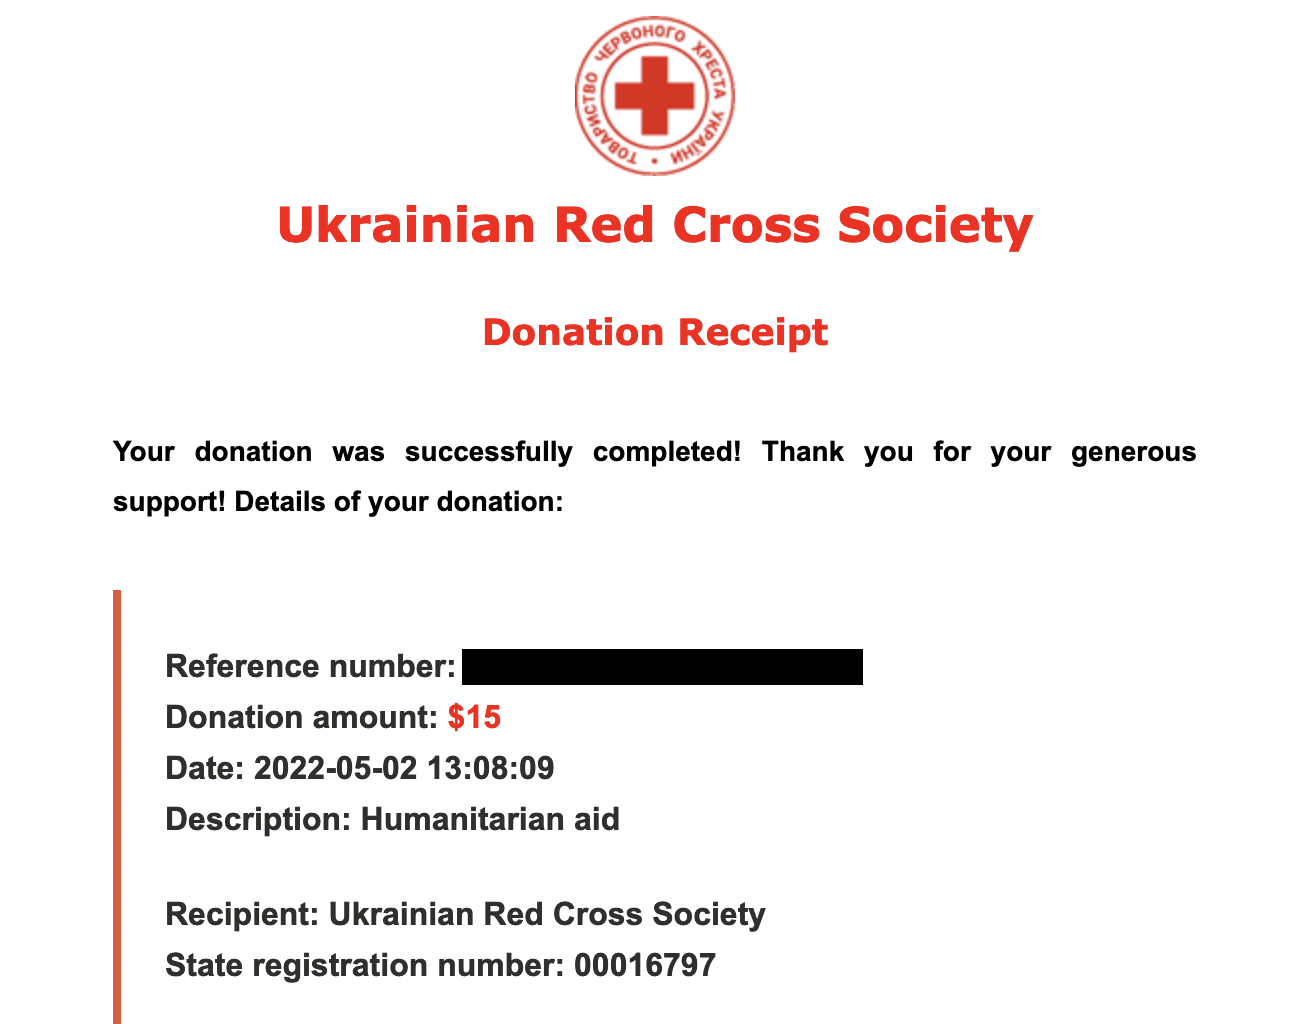 ТОВАРИСТВО ЧЕРВОНОГО ХРЕСТА УКРАЇНИ •
Ukrainian Red Cross Society
Donation Receipt
Your donation was successfully completed! Thank you for your generous
support! Details of your donation:
Reference number:
Donation amount: $15
Date: 2022-05-02 13:08:09
Description: Humanitarian aid
Recipient: Ukrainian Red Cross Society
State registration number: 00016797